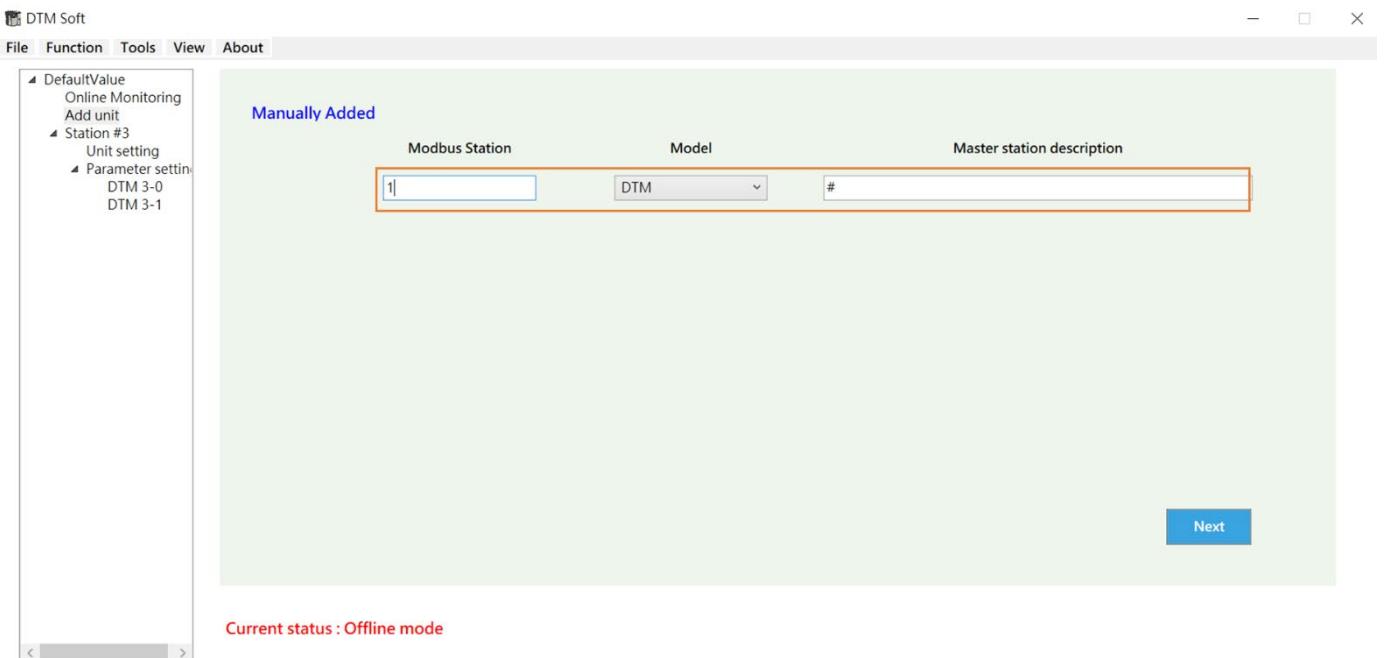 DTM Soft
File Function Tools View About
DefaultValue
Online Monitoring
Add unit
Station #3
Unit setting
Parameter settin
DTM 3-0
DTM 3-1
Manually Added
Modbus Station Model Master station description
1 DTM #
Next
Current status : Offline mode